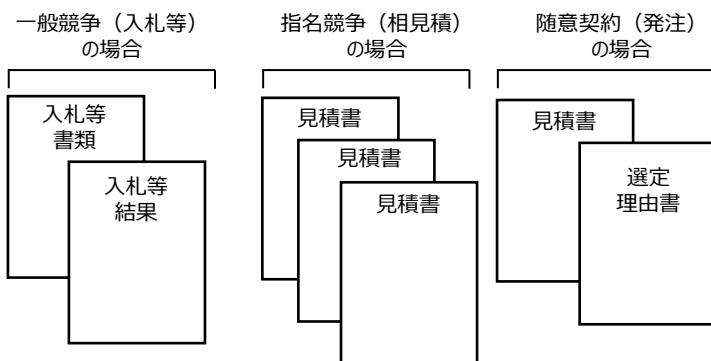 一般競争（入札等）
の場合
入札等
書類
入札等
結果
指名競争（相見積）
の場合
見積書
見積書
見積書
随意契約（発注）
の場合
見積書
選定
理由書